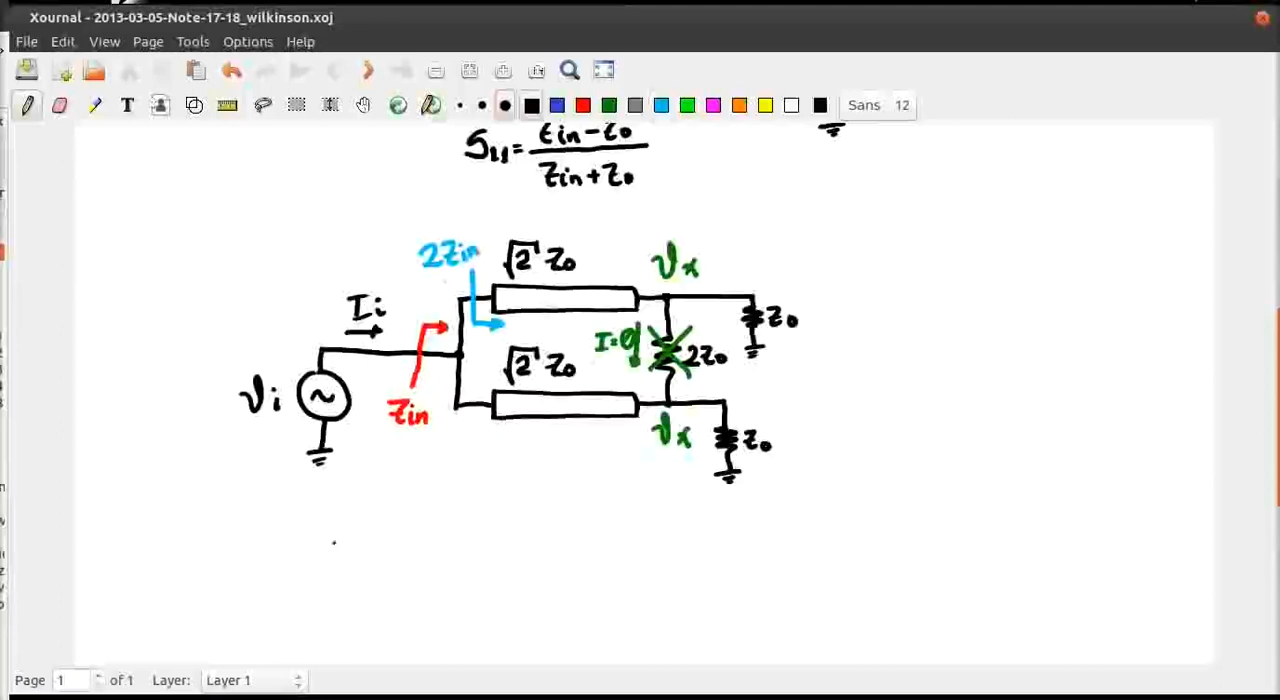 Xournal - 2013-03-05-Note-17-18_wilkinson.xoj
File Edit View Page Tools Options Help
Sans 12
S11 = Zin - Z0
Zin + Z0
2Zin
√2 Z0
Vx
Ii
Z0
I=0
2Z0
√2 Z0
Vi
Zin
Vx
Z0
Page 1 of 1 Layer: Layer 1